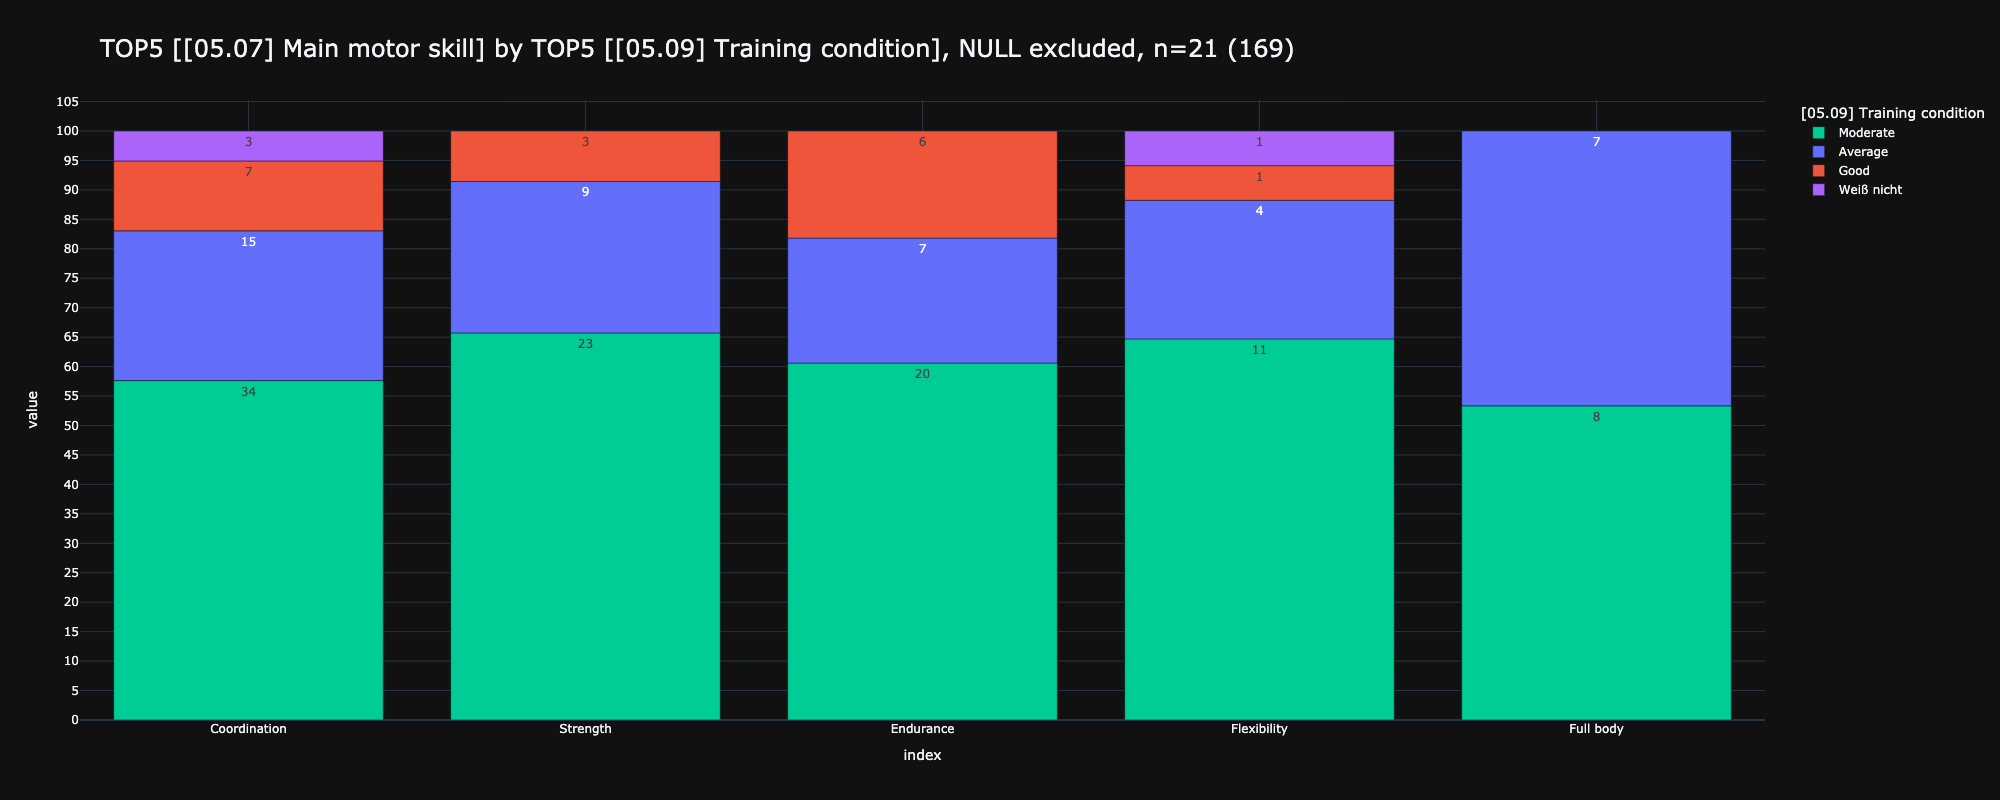 TOP5 [[05.07] Main motor skill] by TOP5 [[05.09] Training condition], NULL excluded, n=21 (169)
[05.09] Training condition
Moderate
Average
Good
Weiß nicht
value
105
100
95
90
85
80
75
70
65
60
55
50
45
40
35
30
25
20
15
10
5
0
3
7
15
34
3
9
23
6
7
20
1
1
4
11
7
8
Coordination
Strength
Endurance
Flexibility
Full body
index